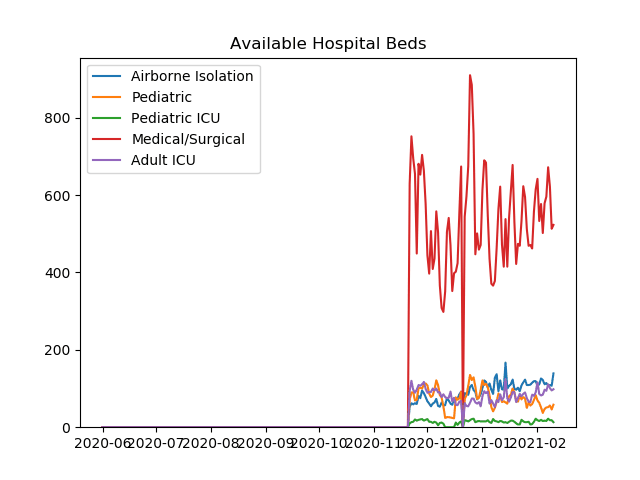 Available Hospital Beds
Airborne Isolation
Pediatric
Pediatric ICU
Medical/Surgical
Adult ICU
800
600
400
200
0
2020-06
2020-07
2020-08
2020-09
2020-10
2020-11
2020-12
2021-01
2021-02